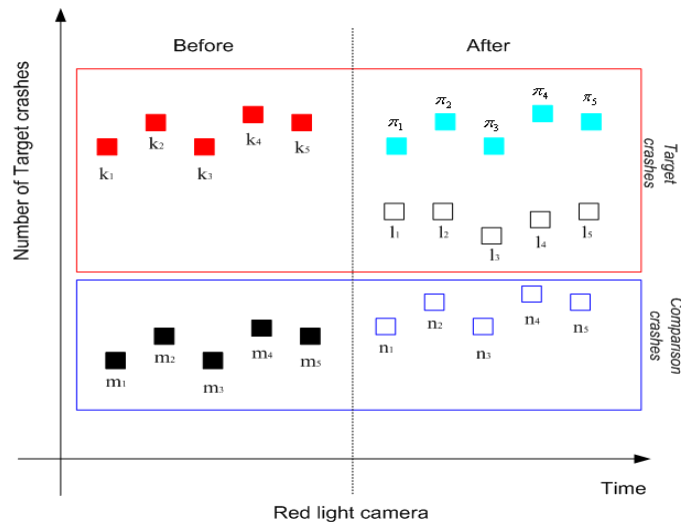 Before After
Number of Target crashes
k1 k2 k3 k4 k5
π1 π2 π3 π4 π5
l1 l2 l3 l4 l5
Target crashes
m1 m2 m3 m4 m5
n1 n2 n3 n4 n5
Comparison crashes
Time
Red light camera